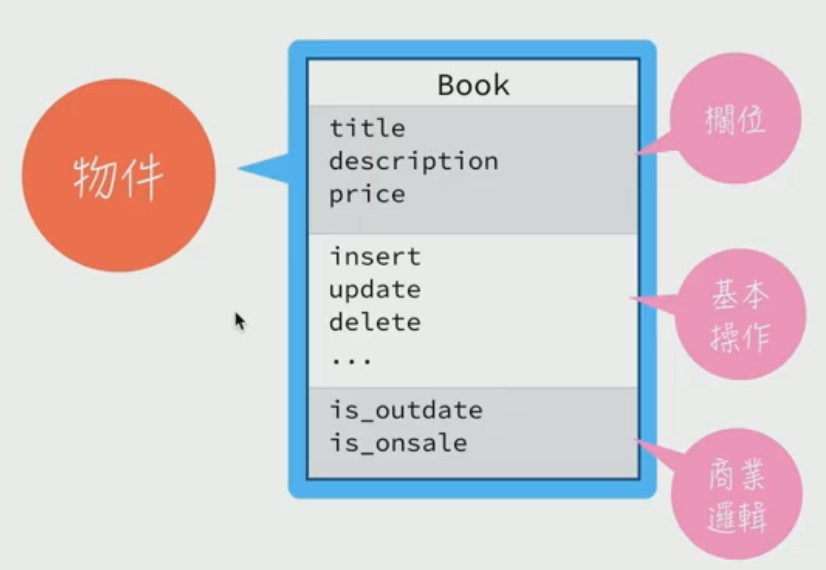 物件
Book
title
description
price
欄位
insert
update
delete
...
基本
操作
is_outdate
is_onsale
商業
邏輯